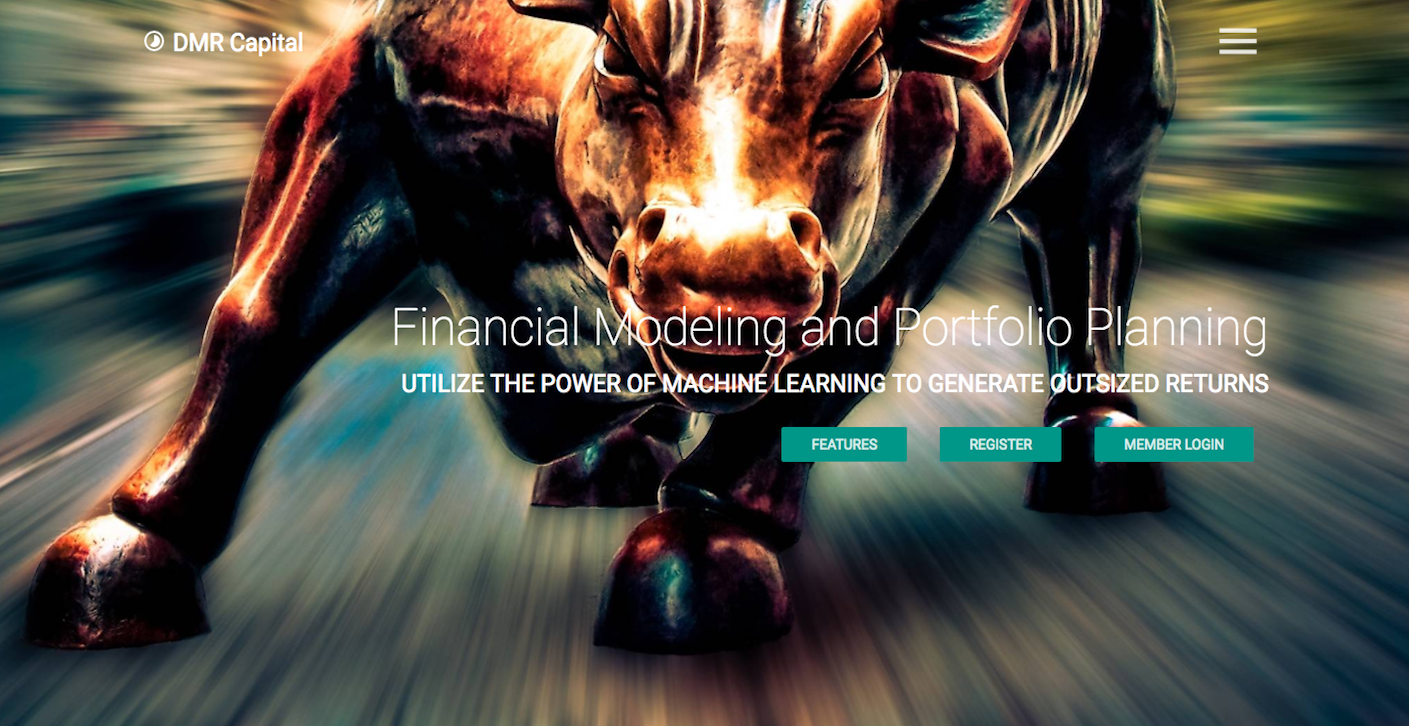 DMR Capital
Financial Modeling and Portfolio Planning
UTILIZE THE POWER OF MACHINE LEARNING TO GENERATE OUTSIZED RETURNS
FEATURES REGISTER MEMBER LOGIN